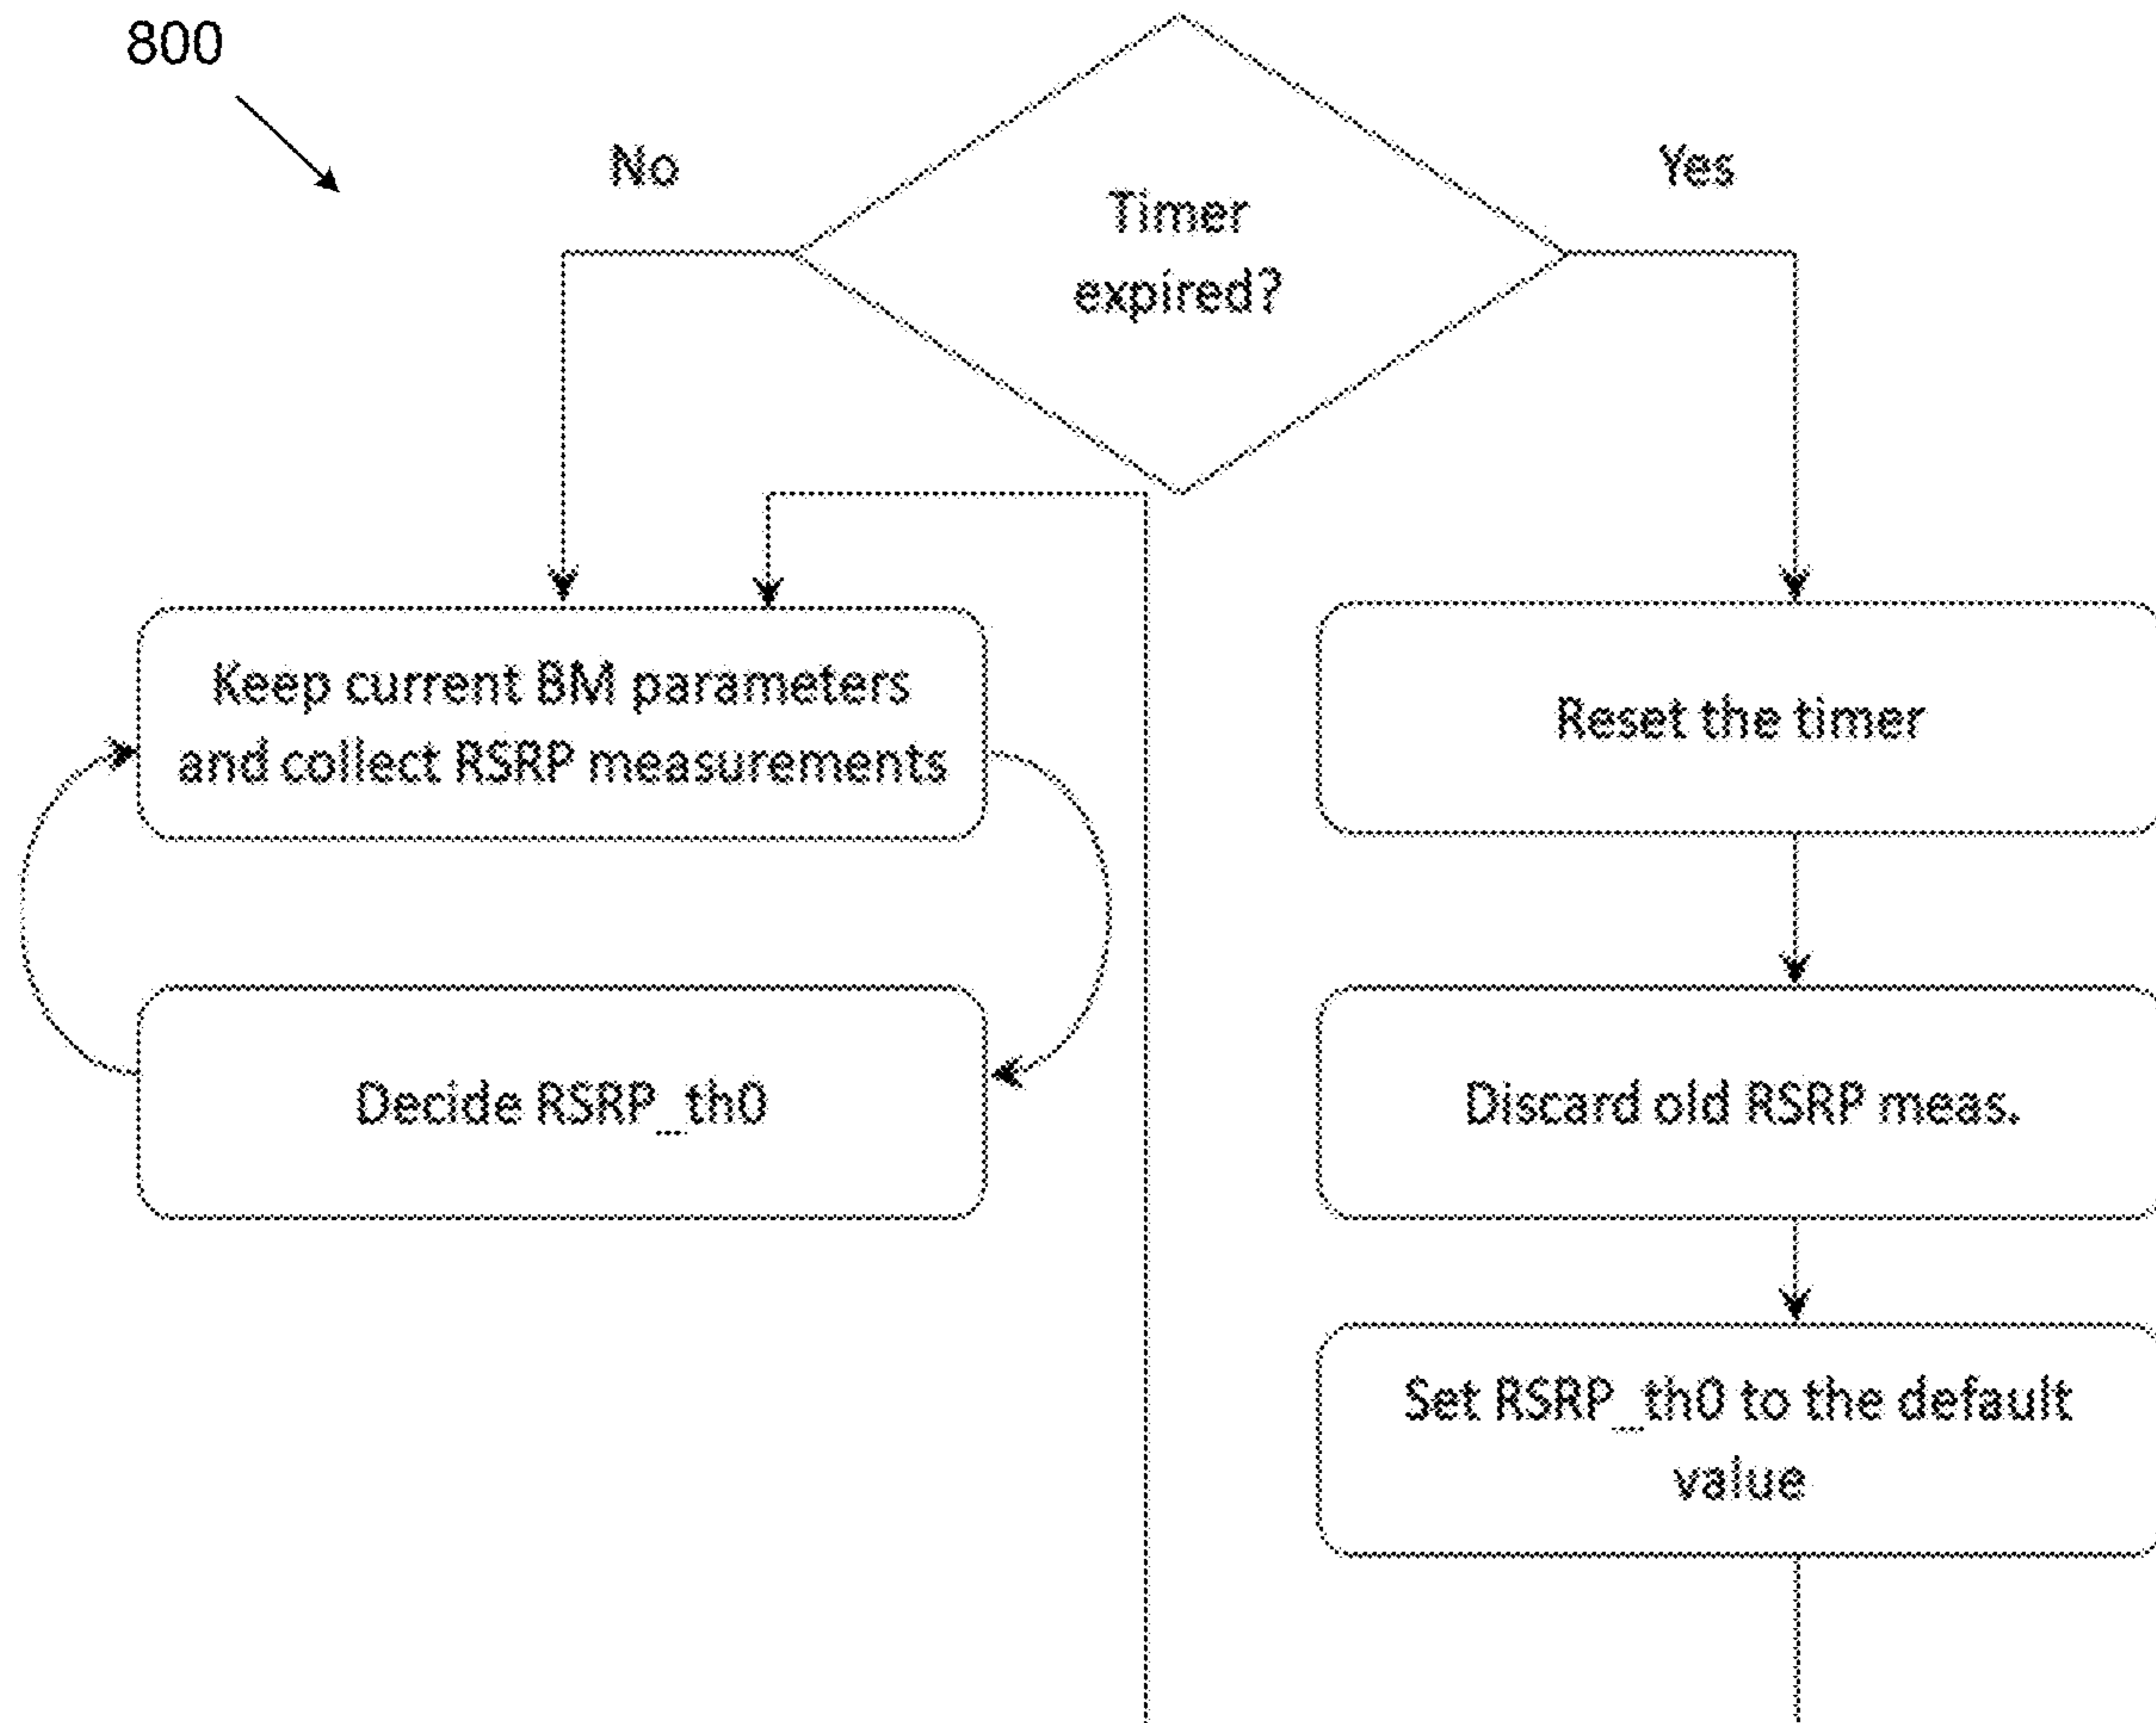 800
No
Yes
Timer
expired?
Keep current BM parameters
and collect RSRP measurements
Reset the timer
Decide RSRP_th0
Discard old RSRP meas.
Set RSRP_th0 to the default
value